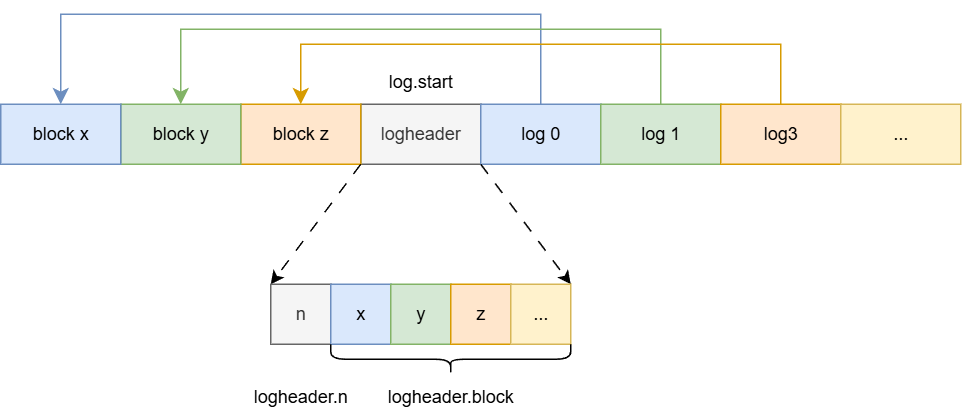 log.start
block x block y block z logheader log 0 log 1 log3 ...
n x y z ...
logheader.n logheader.block